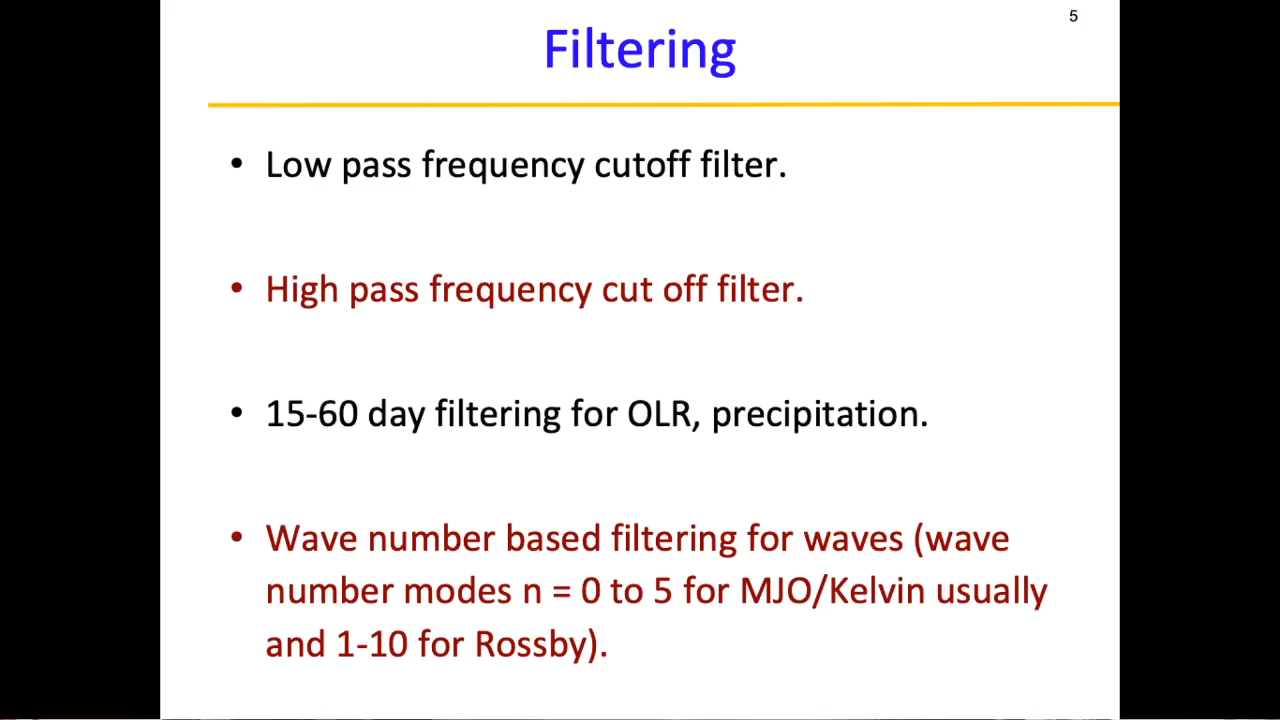 5
Filtering
• Low pass frequency cutoff filter.
• High pass frequency cut off filter.
• 15-60 day filtering for OLR, precipitation.
• Wave number based filtering for waves (wave
number modes n = 0 to 5 for MJO/Kelvin usually
and 1-10 for Rossby).